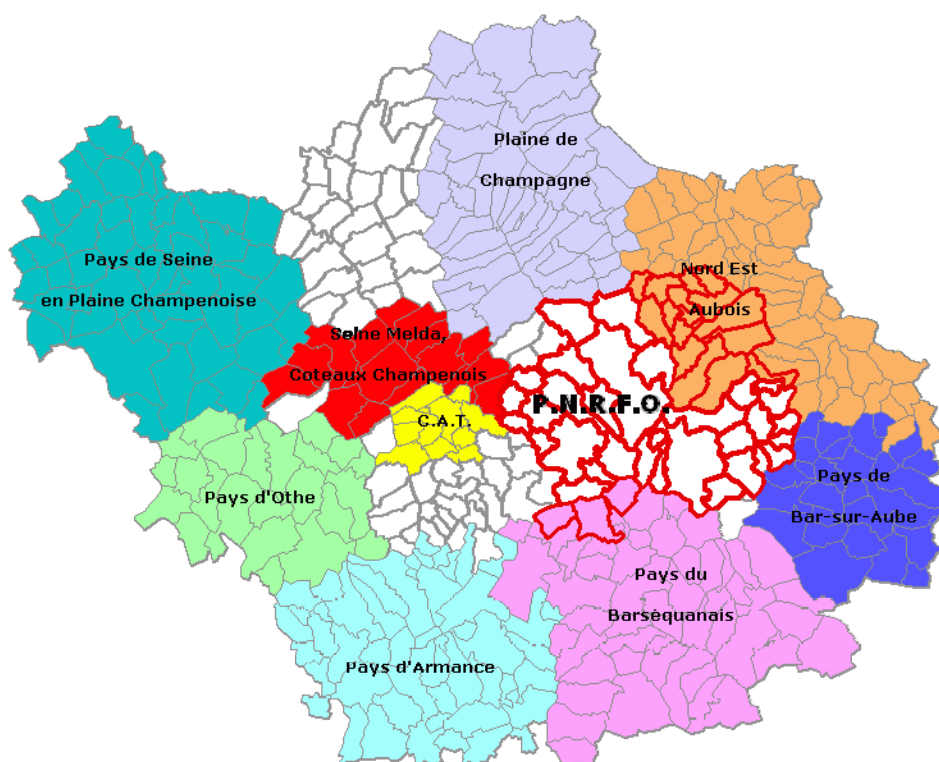 Plaine de
Champagne
Pays de Seine
en Plaine Champenoise
Nord Est
Aubois
Seine Melda,
Coteaux Champenois
P.N.R.F.O.
C.A.T.
Pays d'Othe
Pays de
Bar-sur-Aube
Pays du
Barséquanais
Pays d'Armance